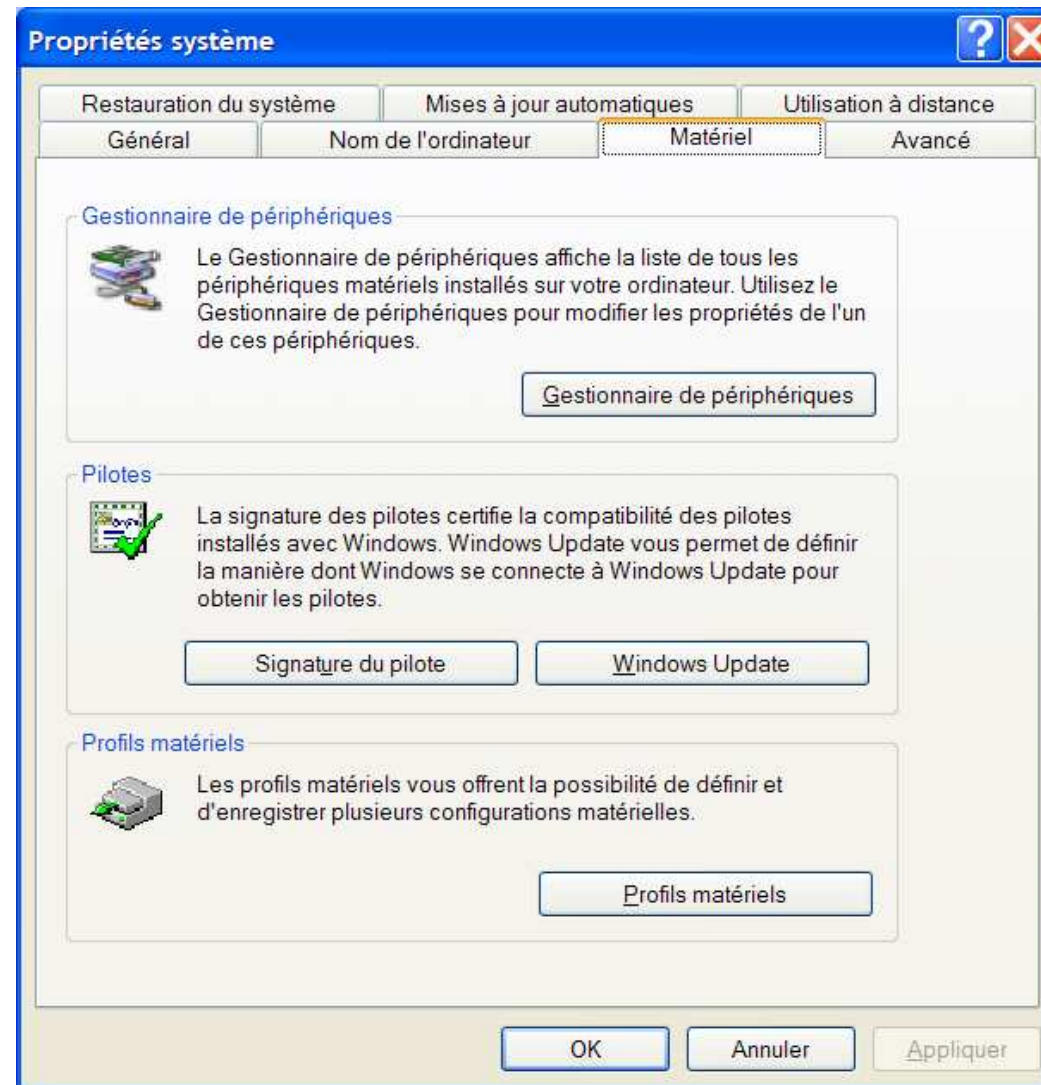 Propriétés système
Restauration du système
Mises à jour automatiques
Utilisation à distance
Général
Nom de l'ordinateur
Matériel
Avancé
Gestionnaire de périphériques
Le Gestionnaire de périphériques affiche la liste de tous les
périphériques matériels installés sur votre ordinateur. Utilisez le
Gestionnaire de périphériques pour modifier les propriétés de l'un
de ces périphériques.
Gestionnaire de périphériques
Pilotes
La signature des pilotes certifie la compatibilité des pilotes
installés avec Windows. Windows Update vous permet de définir
la manière dont Windows se connecte à Windows Update pour
obtenir les pilotes.
Signature du pilote
Windows Update
Profils matériels
Les profils matériels vous offrent la possibilité de définir et
d'enregistrer plusieurs configurations matérielles.
Profils matériels
OK
Annuler
Appliquer